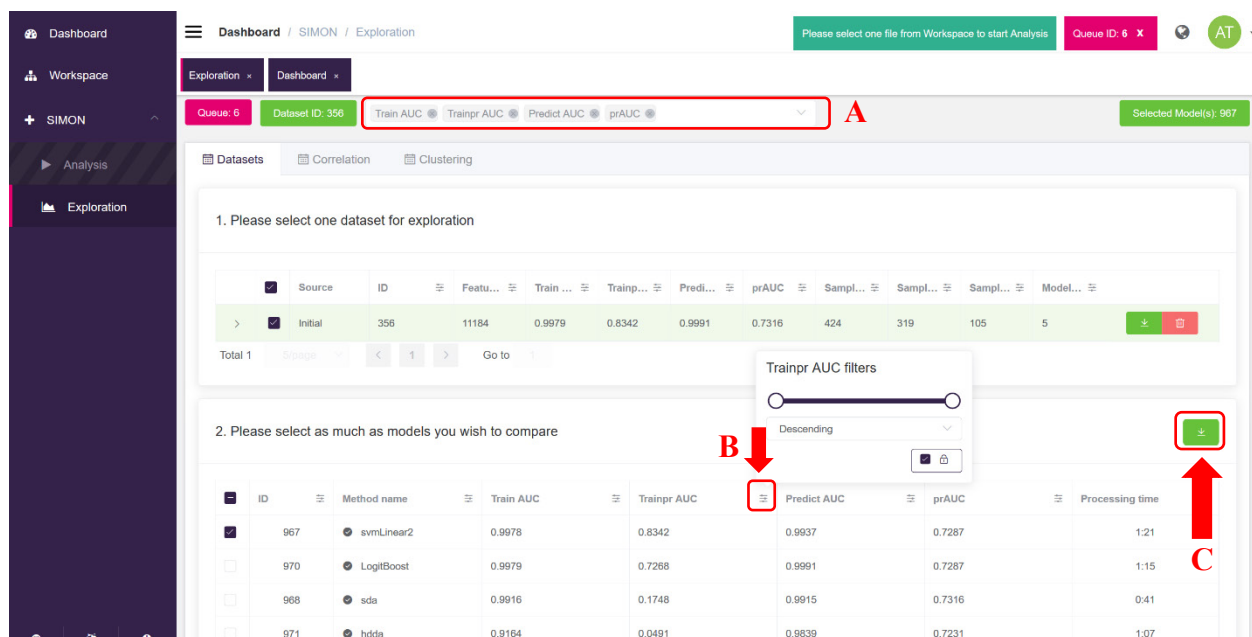 Dashboard
Workspace
SIMON
Analysis
Exploration
Dashboard / SIMON / Exploration
Please select one file from Workspace to start Analysis
Queue ID: 6 X
AT
Exploration ×
Dashboard ×
Queue: 6
Dataset ID: 356
Train AUC
Trainpr AUC
Predict AUC
prAUC
A
Selected Model(s): 967
Datasets
Correlation
Clustering
1. Please select one dataset for exploration
Source ID Featu... Train ... Trainp... Predi... prAUC Sampl... Sampl... Sampl... Model...
Initial 356 11184 0.9979 0.8342 0.9991 0.7316 424 319 105 5
Total 1 5/page < 1 > Go to 1
Trainpr AUC filters
Descending
2. Please select as much as models you wish to compare
B
C
ID Method name Train AUC Trainpr AUC Predict AUC prAUC Processing time
967 svmLinear2 0.9978 0.8342 0.9937 0.7287 1:21
970 LogitBoost 0.9979 0.7268 0.9991 0.7287 1:15
968 sda 0.9916 0.1748 0.9915 0.7316 0:41
971 hdda 0.9164 0.0491 0.9839 0.7231 1:07